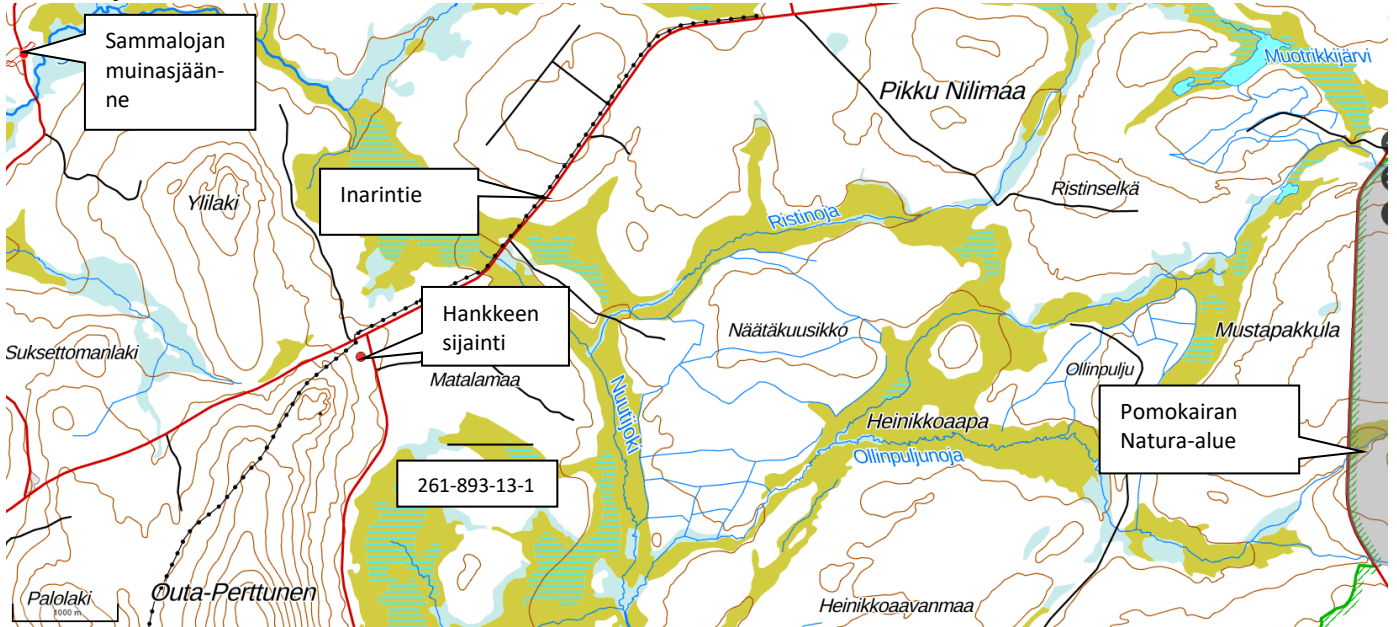 Sammalojan
muinasjään-
ne
Muotrikkijärvi
Pikku Nilimaa
Inarintie
Ristinselkä
Ylilaki
Ristinoja
Hankkeen
sijainti
Näätäkuusikko
Mustapakkula
Suksettomanlaki
Matalamaa
Ollinpulju
Nuutijoki
Pomokairan
Natura-alue
Heinikkoaapa
Ollinpuljunoja
261-893-13-1
Outa-Perttunen
Palolaki
1000 m
Heinikkoaavanmaa